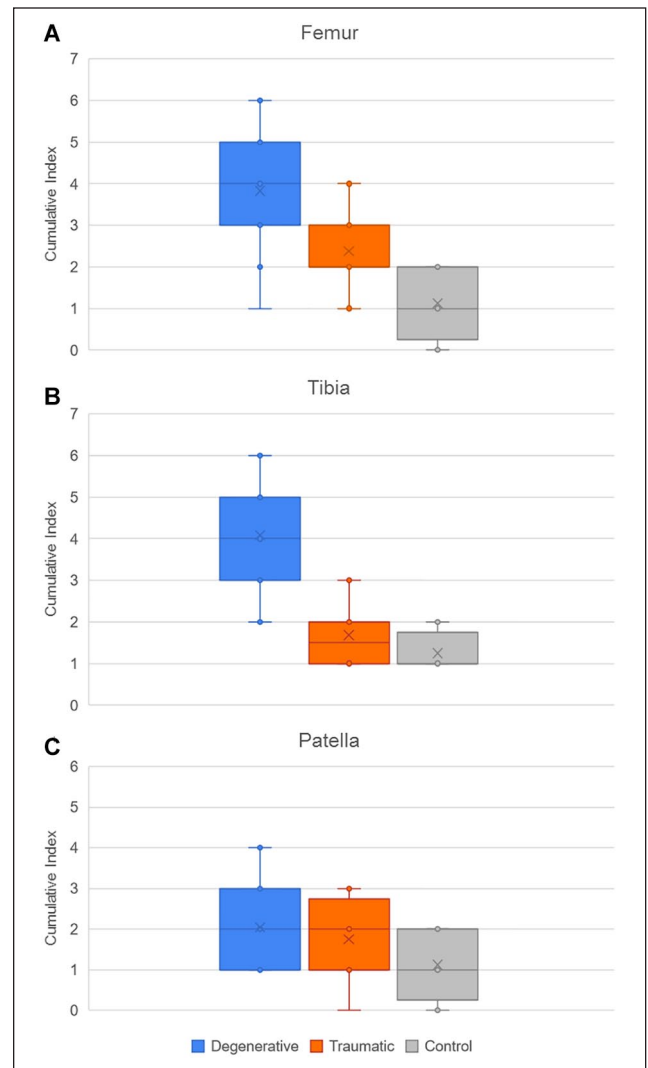 A
Femur
Cumulative Index
7
6
5
4
3
2
1
0
B
Tibia
Cumulative Index
7
6
5
4
3
2
1
0
C
Patella
Cumulative Index
6
5
4
3
2
1
0
Degenerative Traumatic Control